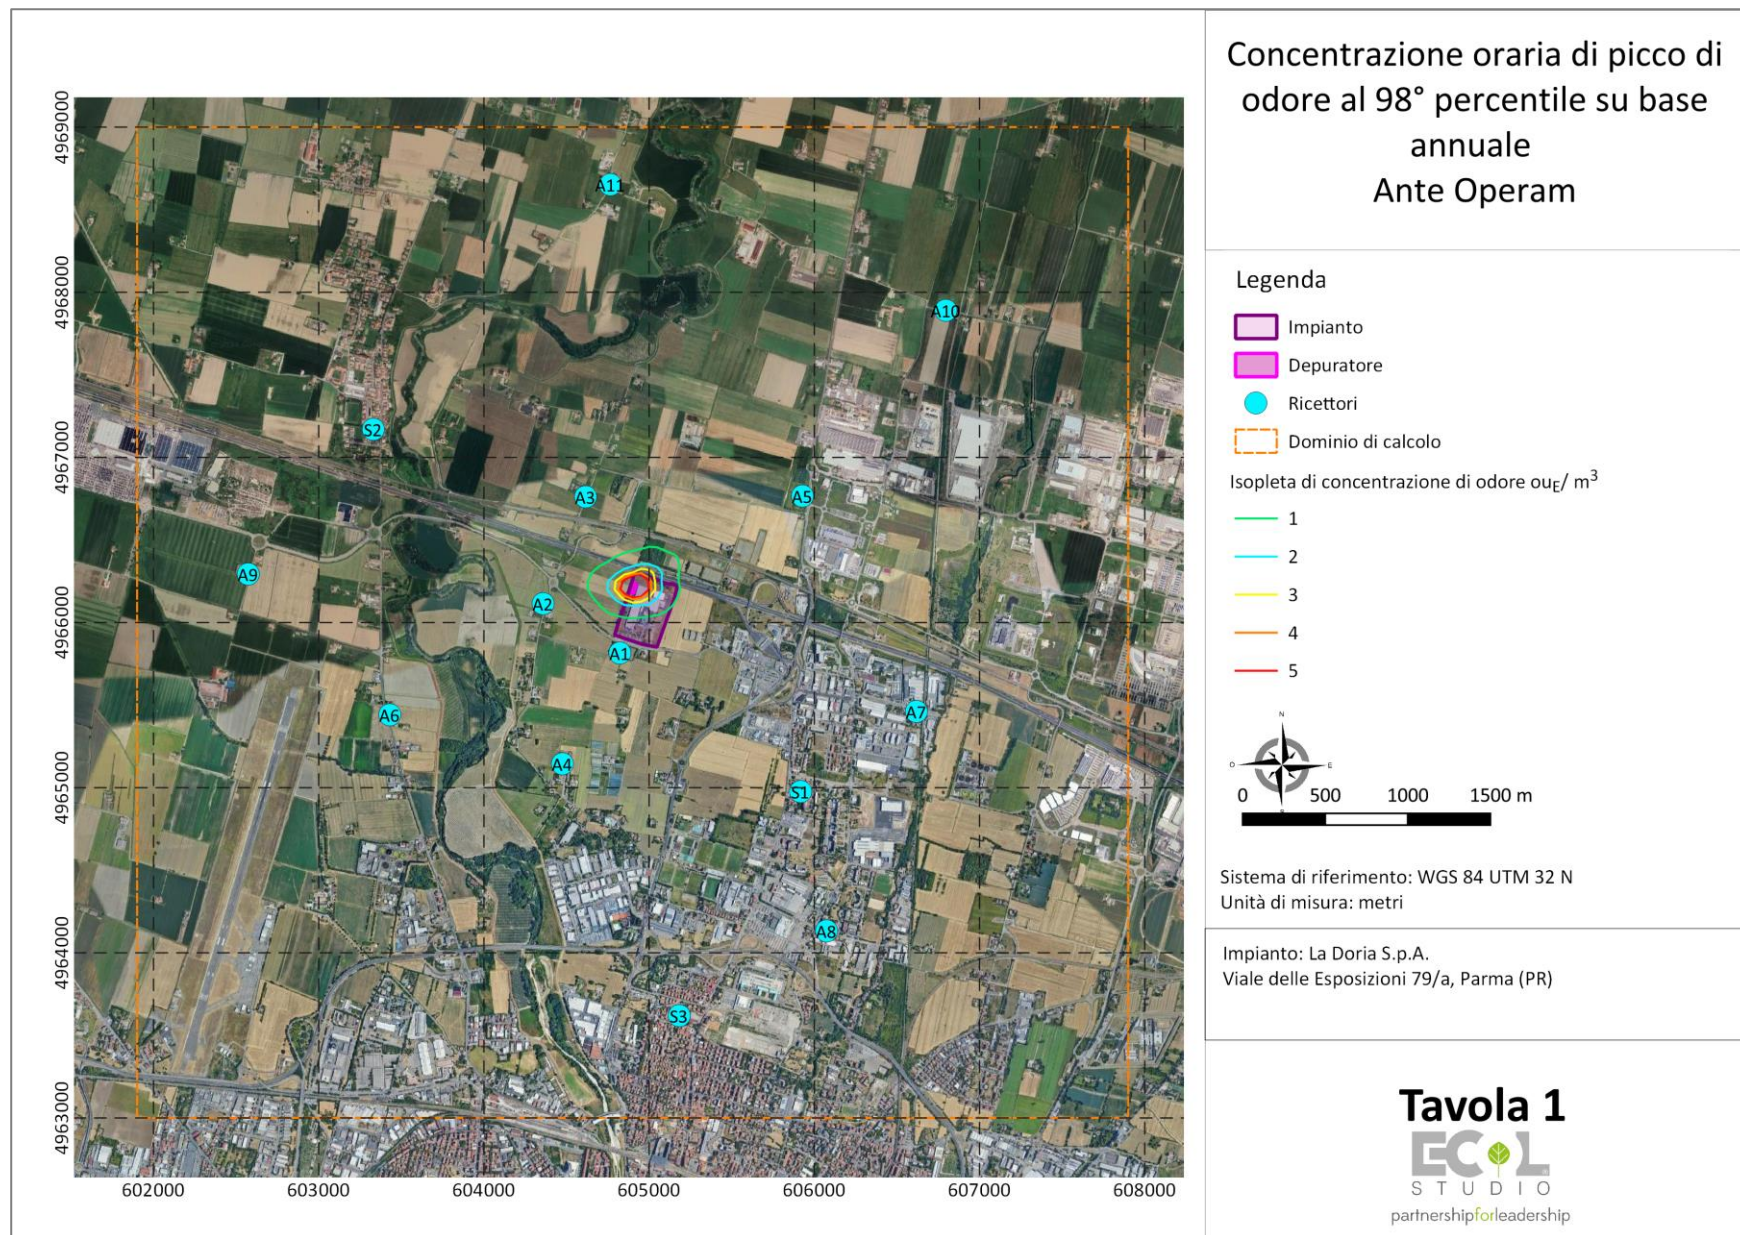 Concentrazione oraria di picco di
odore al 98° percentile su base
annuale
Ante Operam
4969000
4968000
4967000
4966000
4965000
4964000
4963000
602000
603000
604000
605000
606000
607000
608000
A11
A10
S2
A3
A5
A9
A2
A1
A6
A7
A4
S1
A8
S3
Legenda
Impianto
Depuratore
Ricettori
Dominio di calcolo
Isopleta di concentrazione di odore ouE/ m³
1
2
3
4
5
N
O
E
S
0 500 1000 1500 m
Sistema di riferimento: WGS 84 UTM 32 N
Unità di misura: metri
Impianto: La Doria S.p.A.
Viale delle Esposizioni 79/a, Parma (PR)
Tavola 1
ECOL
STUDIO
partnershipforleadership